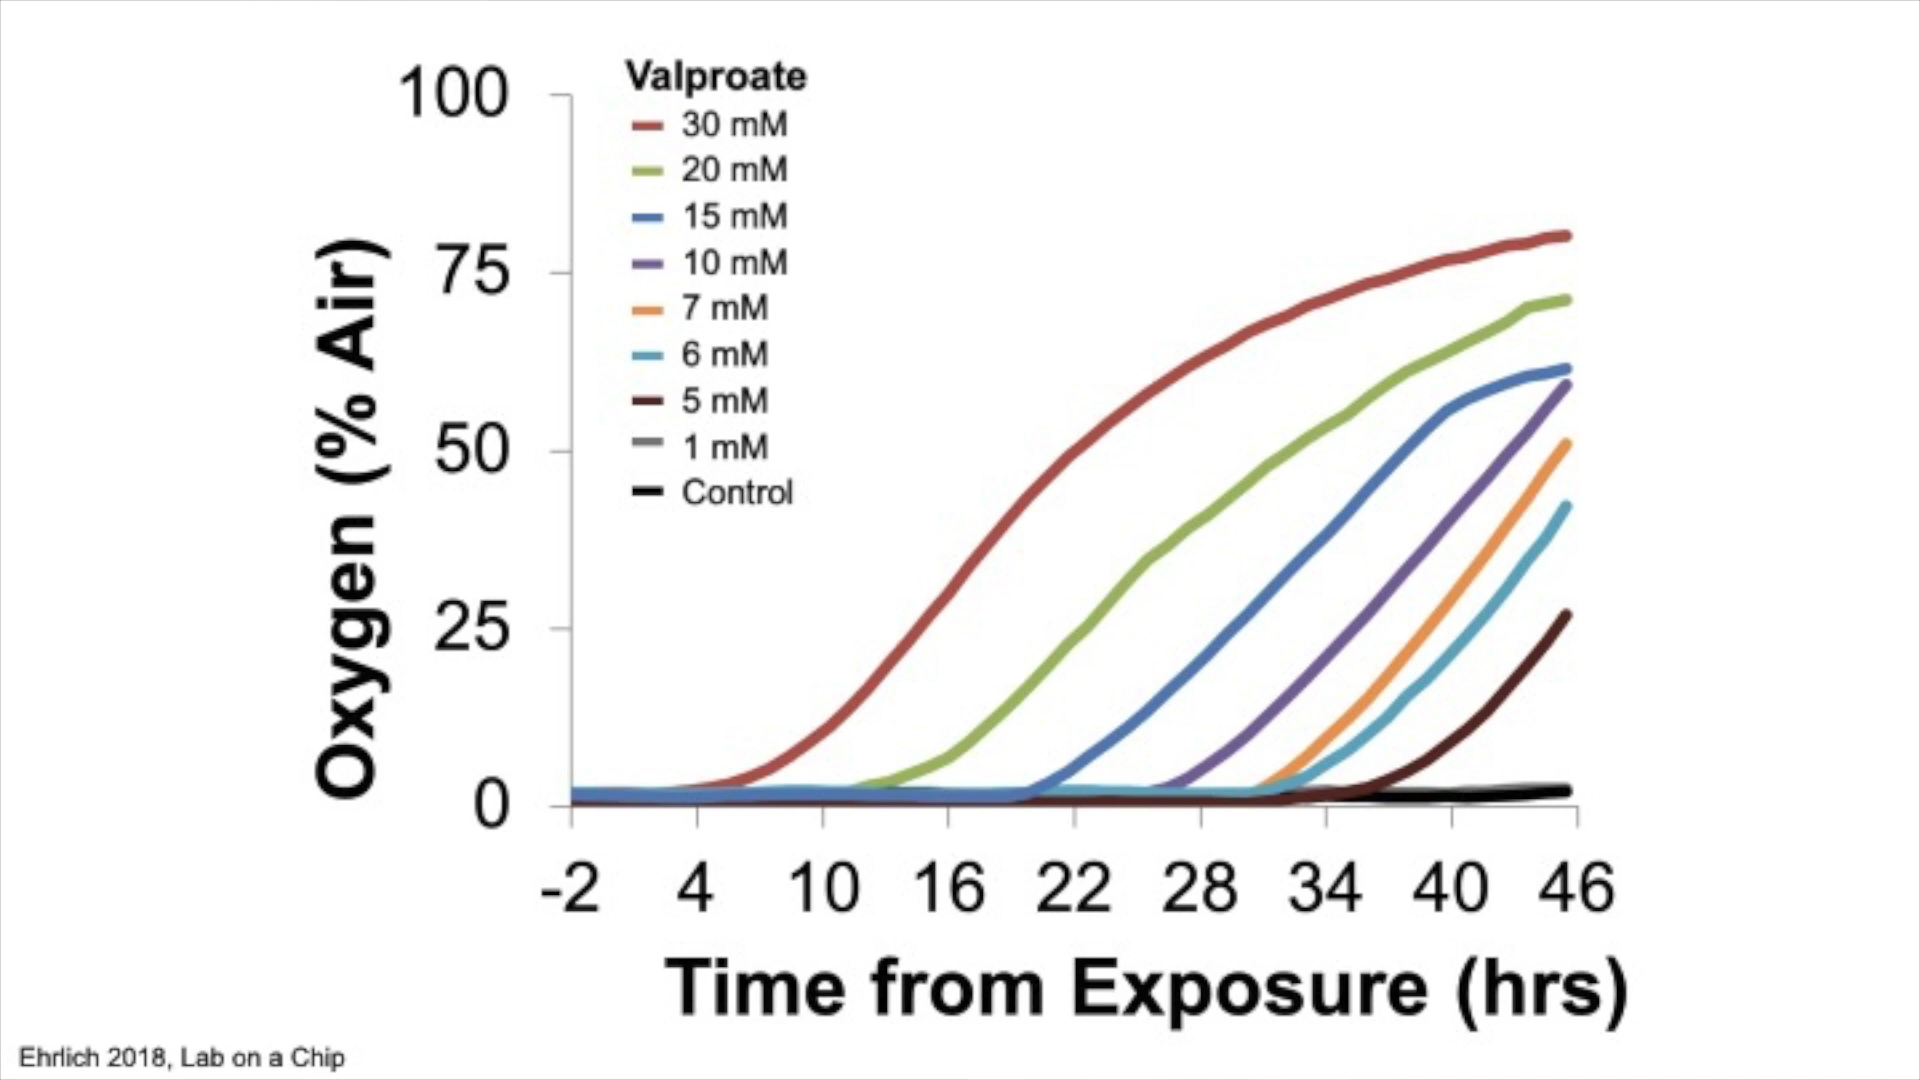 Valproate
30 mM
20 mM
15 mM
10 mM
7 mM
6 mM
5 mM
1 mM
Control
100
75
50
25
0
Oxygen (% Air)
-2 4 10 16 22 28 34 40 46
Time from Exposure (hrs)
Ehrlich 2018, Lab on a Chip